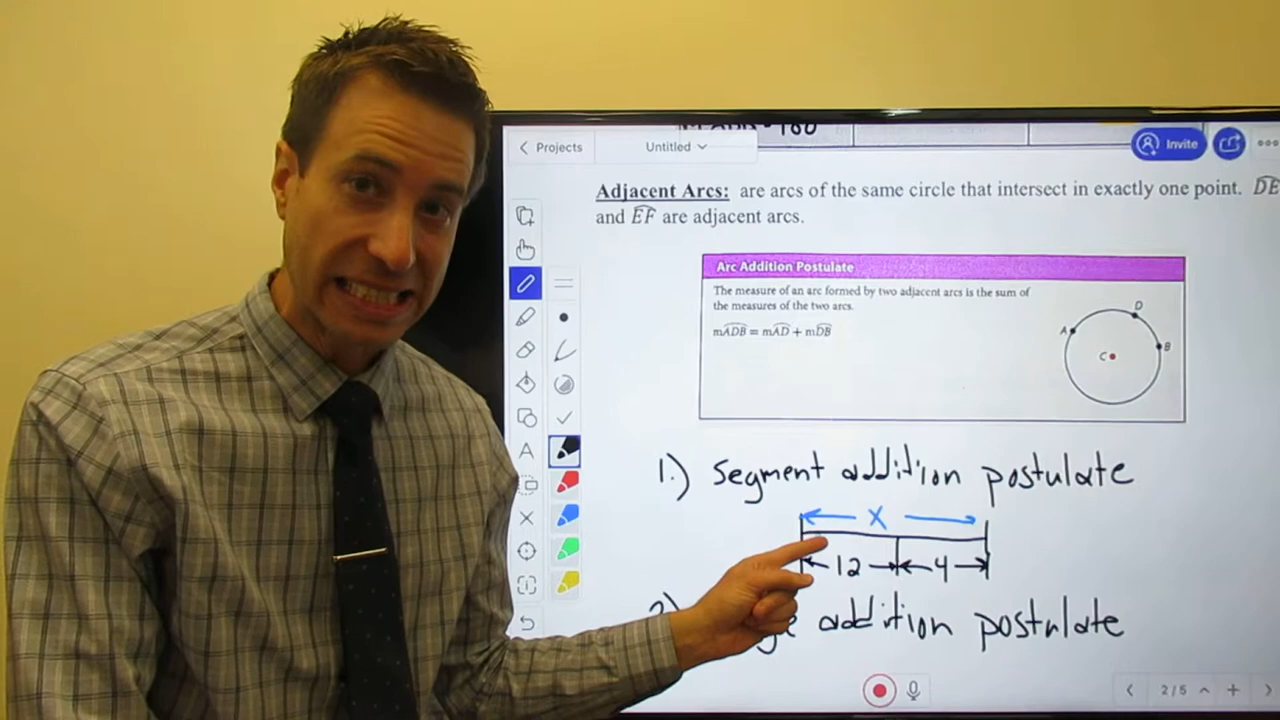 Projects
Untitled
Invite
Adjacent Arcs: are arcs of the same circle that intersect in exactly one point. DE
and EF are adjacent arcs.
Arc Addition Postulate
The measure of an arc formed by two adjacent arcs is the sum of
the measures of the two arcs.
mADB = mAD + mDB
D
A
B
C
1.) segment addition postulate
X
12
4
addition postulate
2/5